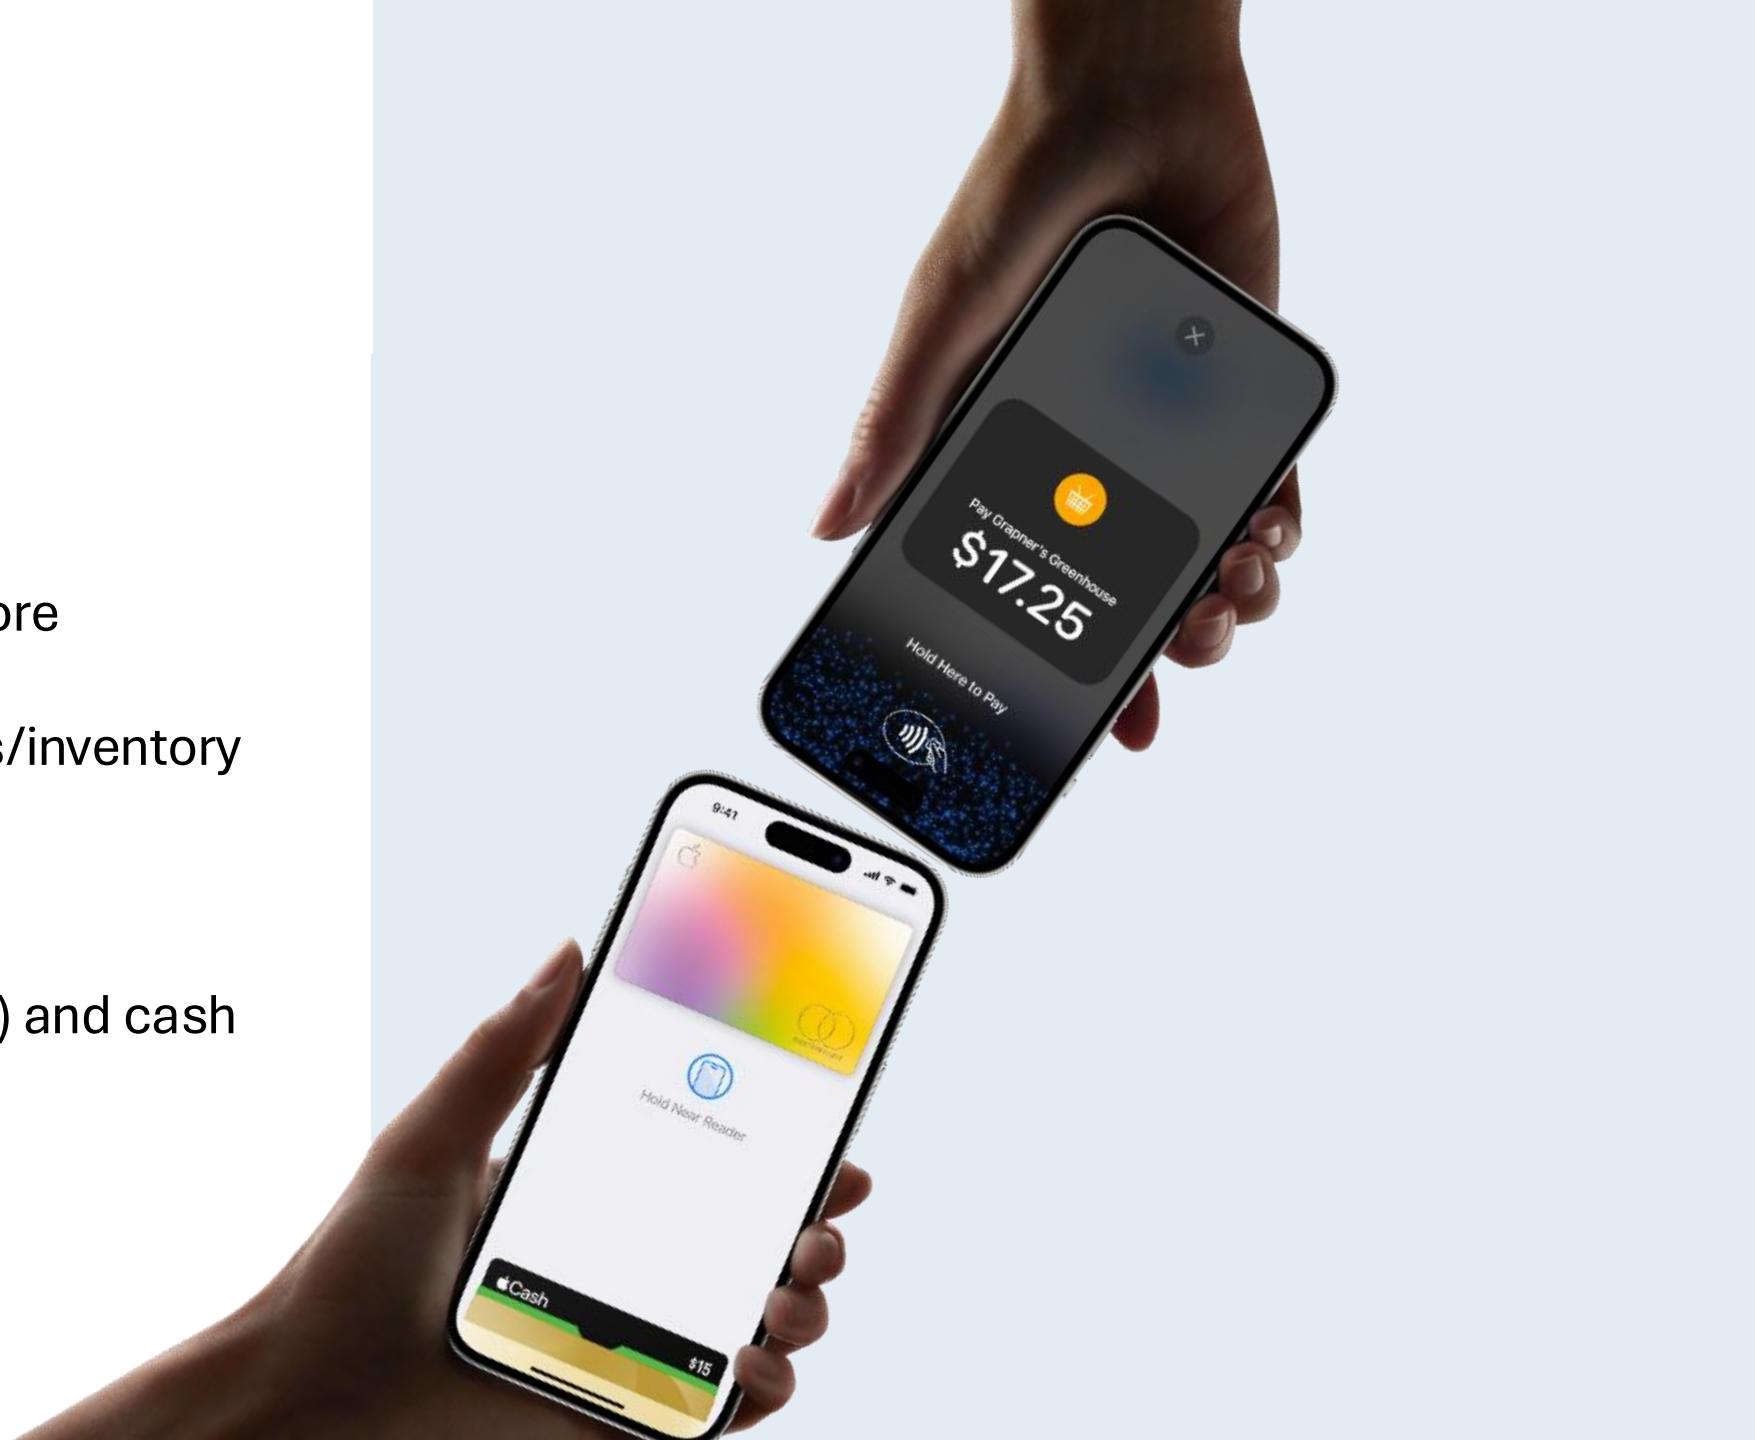 ore
s/inventory
) and cash
Pay Grapner's Greenhouse
$17.25
Hold Here to Pay
9:41
Hold Near Reader
Cash
$15